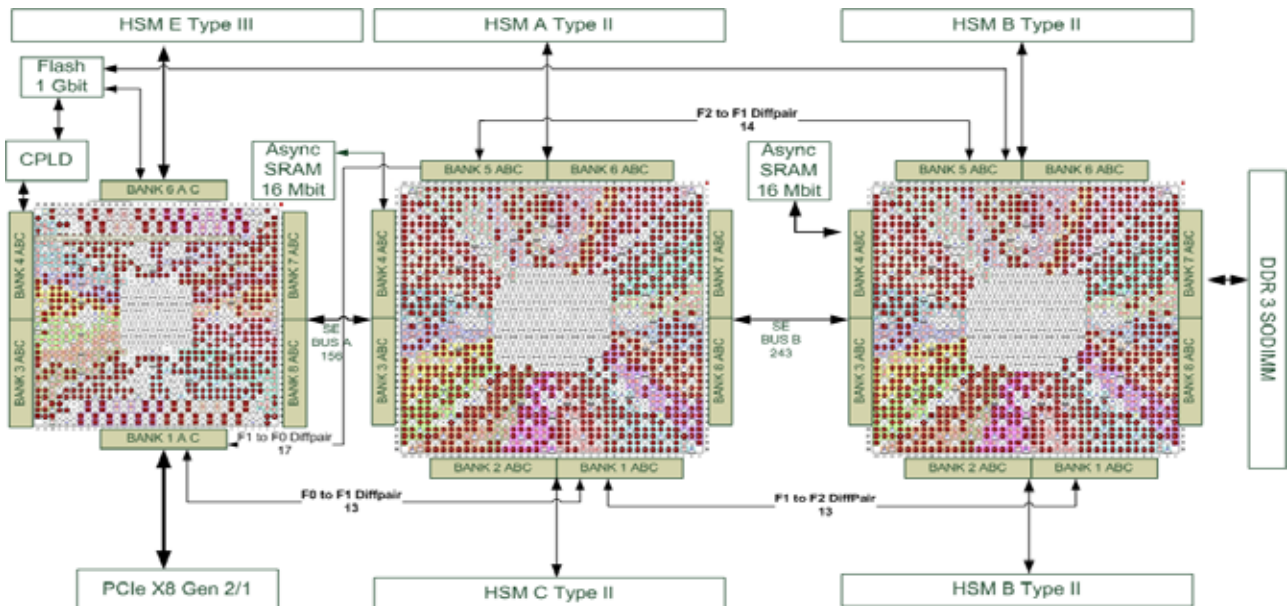 HSM E Type III
HSM A Type II
HSM B Type II
Flash
1 Gbit
F2 to F1 Diffpair
14
CPLD
Async
SRAM
16 Mbit
Async
SRAM
16 Mbit
BANK 6 A C
BANK 5 ABC
BANK 6 ABC
BANK 5 ABC
BANK 6 ABC
BANK 4 ABC
BANK 3 ABC
BANK 7 ABC
BANK 8 ABC
SE
BUS A
156
BANK 4 ABC
BANK 3 ABC
BANK 7 ABC
BANK 8 ABC
SE
BUS B
243
BANK 4 ABC
BANK 3 ABC
BANK 7 ABC
BANK 8 ABC
DDR 3 SODIMM
BANK 1 A C
F1 to F0 Diffpair
17
BANK 2 ABC
BANK 1 ABC
BANK 2 ABC
BANK 1 ABC
F0 to F1 Diffpair
13
F1 to F2 DiffPair
13
PCIe X8 Gen 2/1
HSM C Type II
HSM B Type II